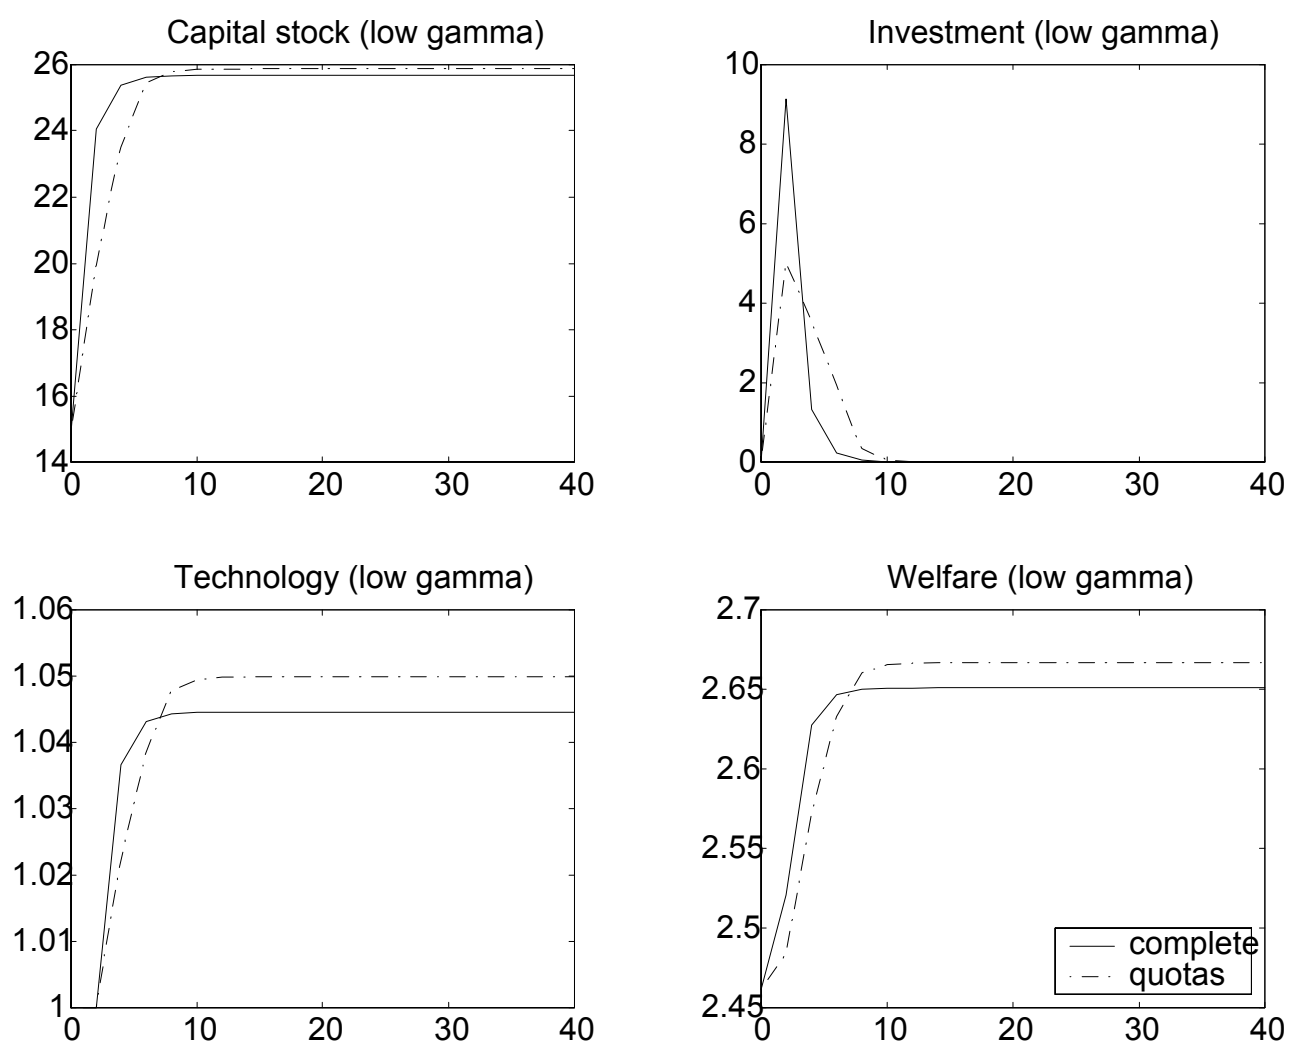 Capital stock (low gamma)
26
24
22
20
18
16
14
0 10 20 30 40
Investment (low gamma)
10
8
6
4
2
0
0 10 20 30 40
Technology (low gamma)
1.06
1.05
1.04
1.03
1.02
1.01
1
0 10 20 30 40
Welfare (low gamma)
2.7
2.65
2.6
2.55
2.5
2.45
0 10 20 30 40
complete
quotas